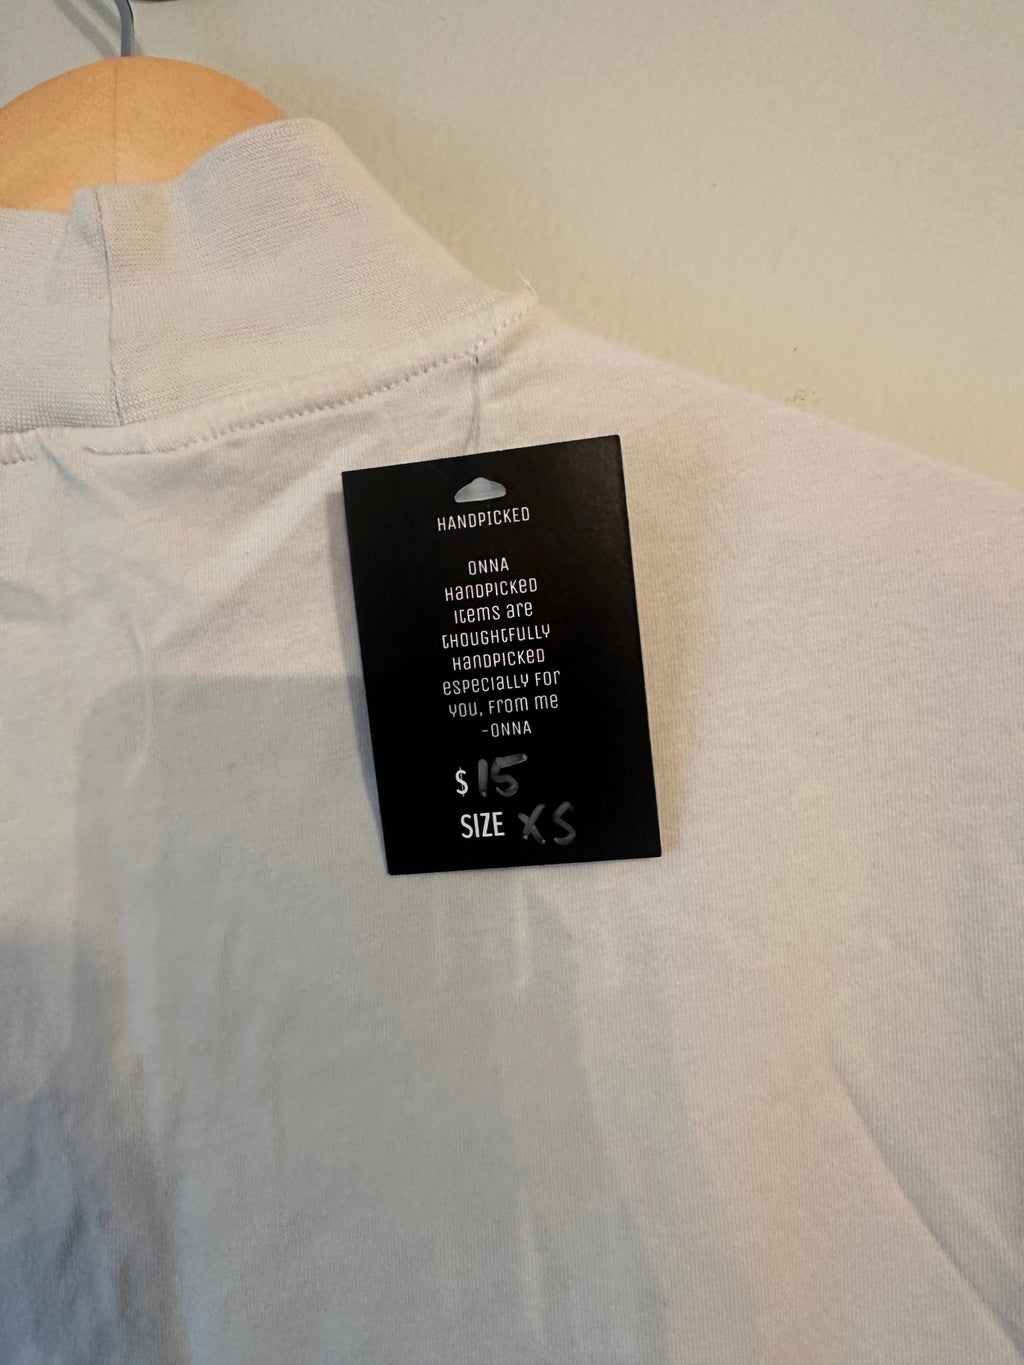 HANDPICKED
ONNA
HANDPICKED
ITEMS ARE
THOUGHTFULLY
HANDPICKED
ESPECIALLY FOR
YOU, FROM ME
-ONNA
$ 15
SIZE XS